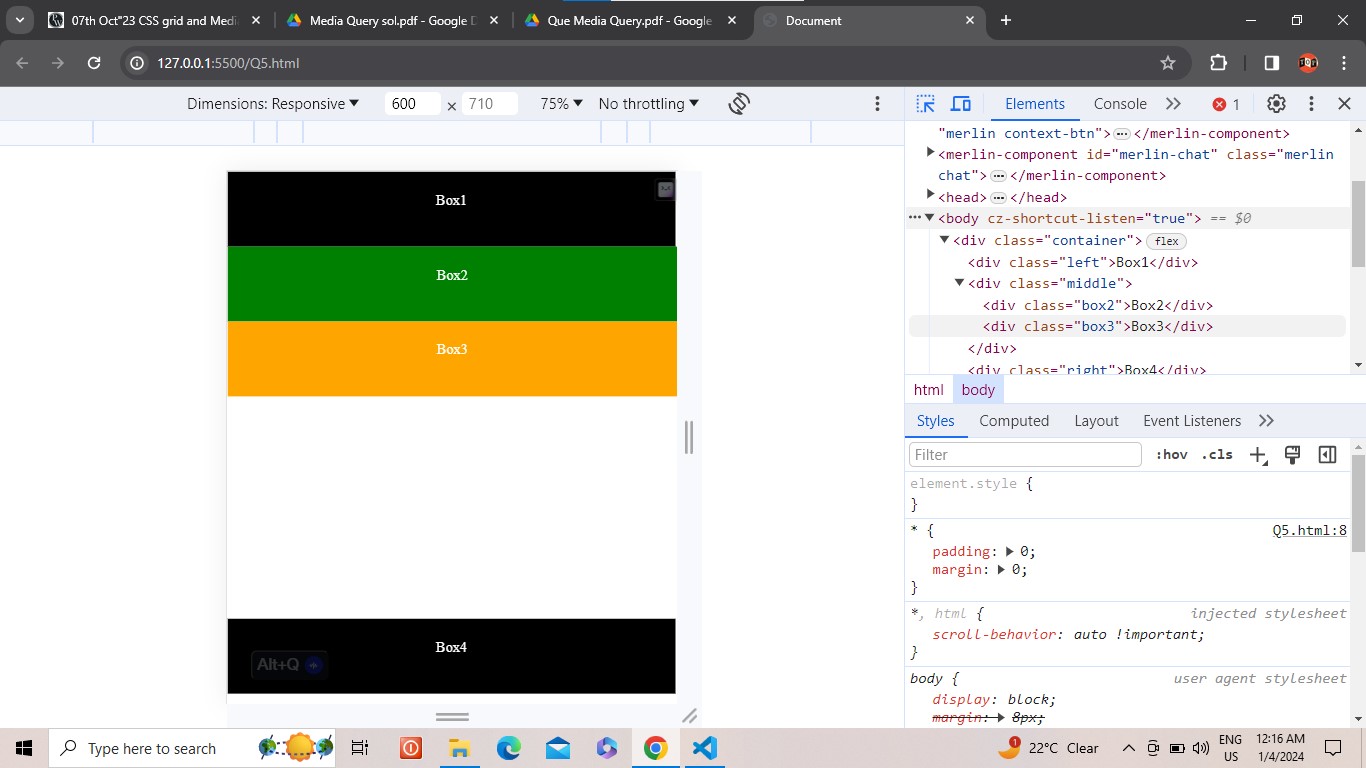 07th Oct"23 CSS grid and Medi
Media Query sol.pdf - Google D
Que Media Query.pdf - Google
Document
127.0.0.1:5500/Q5.html
Dimensions: Responsive 600 × 710 75% No throttling
Elements Console 1
"merlin context-btn">…</merlin-component>
<merlin-component id="merlin-chat" class="merlin
chat">…</merlin-component>
<head>…</head>
<body cz-shortcut-listen="true"> == $0
<div class="container"> flex
<div class="left">Box1</div>
<div class="middle">
<div class="box2">Box2</div>
<div class="box3">Box3</div>
</div>
<div class="right">Box4</div>
html body
Styles Computed Layout Event Listeners
Filter :hov .cls
element.style {
}
* { Q5.html:8
padding: 0;
margin: 0;
}
*, html { injected stylesheet
scroll-behavior: auto !important;
}
body { user agent stylesheet
display: block;
margin: 8px;
Box1
Box2
Box3
Box4
Alt+Q
Type here to search
1 22°C Clear
ENG
US
12:16 AM
1/4/2024